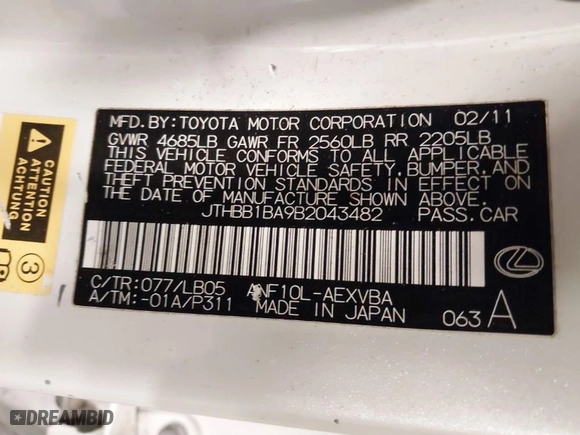 MFD. BY: TOYOTA MOTOR CORPORATION 02/11
GVWR 4685LB GAWR FR 2560LB RR 2205LB
THIS VEHICLE CONFORMS TO ALL APPLICABLE
FEDERAL MOTOR VEHICLE SAFETY, BUMPER, AND
THEFT PREVENTION STANDARDS IN EFFECT ON
THE DATE OF MANUFACTURE SHOWN ABOVE.
JTHBB1BA9B2043482 PASS. CAR
C/TR: 077/LB05 ANF10L-AEXVBA
A/TM: -01A/P311 MADE IN JAPAN 063 A
CAUTION
ACHTUNG
ATTENTION
3
DREAMBID